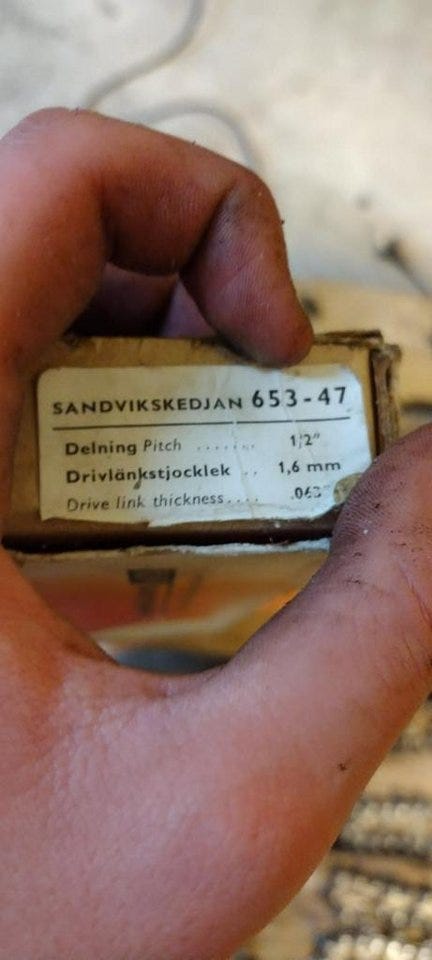 SANDVIKSKEDJAN 653-47
Delning Pitch ....... 1/2"
Drivlänkstjocklek .. 1,6 mm
Drive link thickness.... .063"